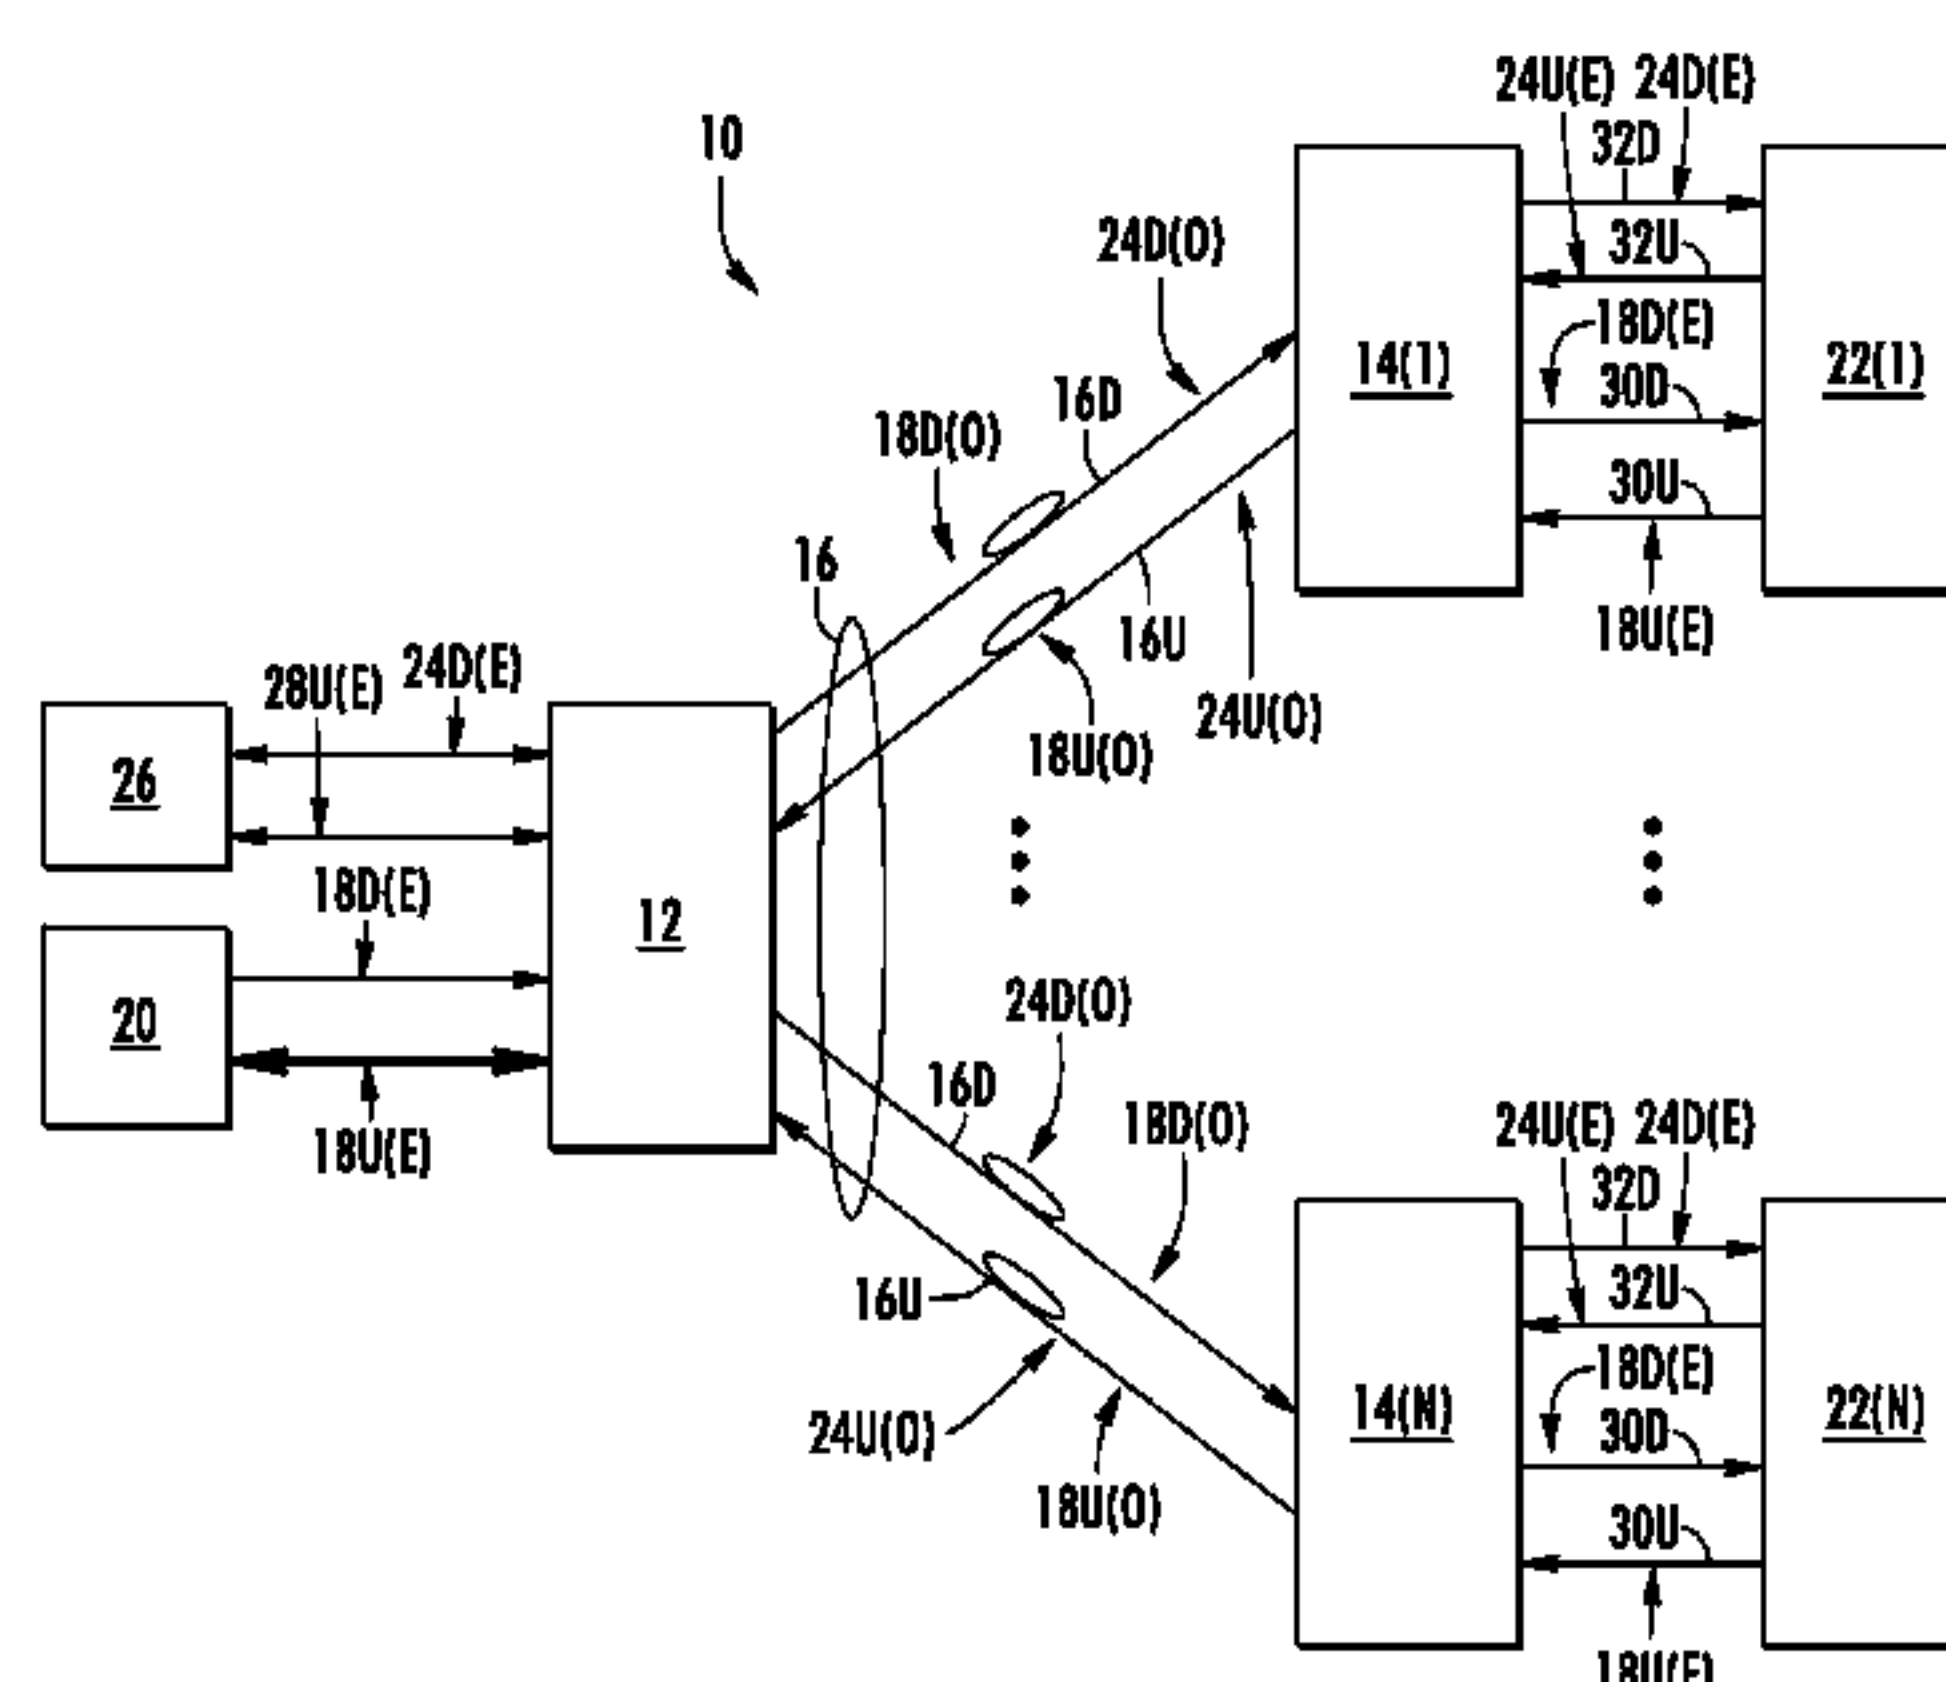 24U(E) 24D(E)
10
32D
24D(O)
32U
18D(E)
14(1)
22(1)
16D
30D
18D(O)
30U
16
16U
18U(E)
24D(E)
28U(E)
24U(O)
18U(O)
26
18D(E)
12
20
24D(O)
16D
18D(O)
24U(E) 24D(E)
18U(E)
32D
16U
32U
18D(E)
14(N)
22(N)
24U(O)
30D
18U(O)
30U
18U(E)